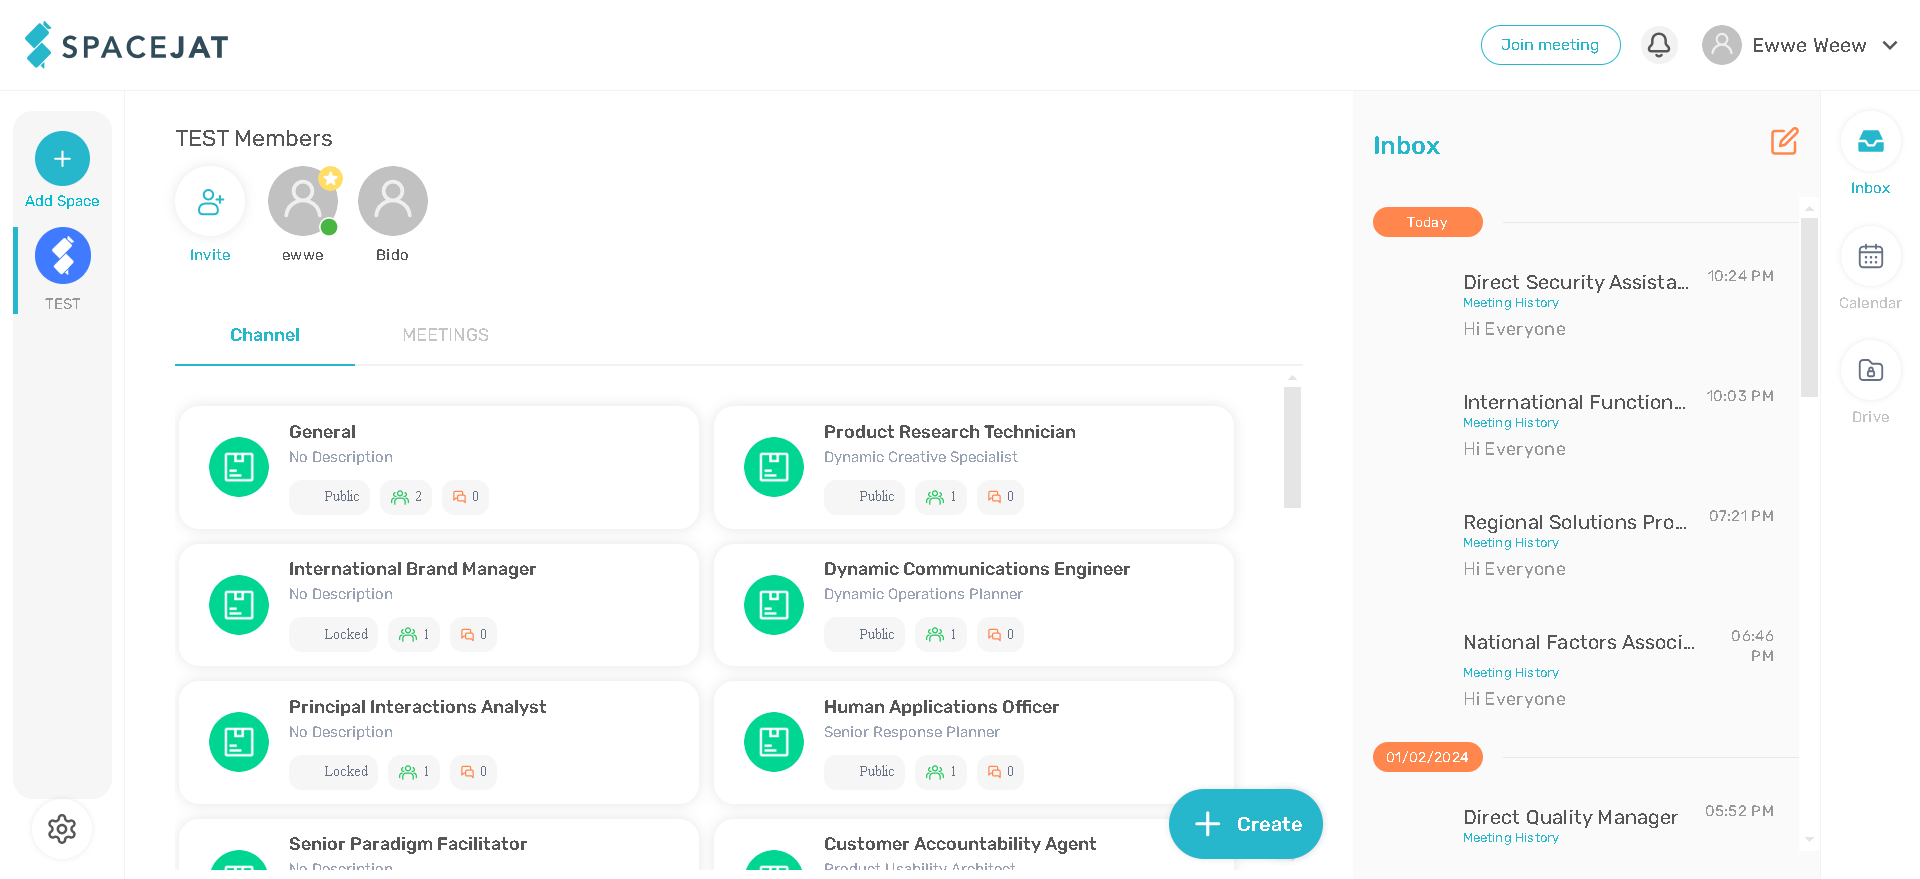 SPACEJAT
Join meeting
Ewwe Weew
Add Space
TEST
TEST Members
Invite
ewwe
Bido
Channel
MEETINGS
General
No Description
Public
2
0
Product Research Technician
Dynamic Creative Specialist
Public
1
0
International Brand Manager
No Description
Locked
1
0
Dynamic Communications Engineer
Dynamic Operations Planner
Public
1
0
Principal Interactions Analyst
No Description
Locked
1
0
Human Applications Officer
Senior Response Planner
Public
1
0
Senior Paradigm Facilitator
No Description
Customer Accountability Agent
Product Usability Architect
Create
Inbox
Today
Direct Security Assista...
10:24 PM
Meeting History
Hi Everyone
International Function...
10:03 PM
Meeting History
Hi Everyone
Regional Solutions Pro...
07:21 PM
Meeting History
Hi Everyone
National Factors Associ...
06:46
PM
Meeting History
Hi Everyone
01/02/2024
Direct Quality Manager
05:52 PM
Meeting History
Inbox
Calendar
Drive